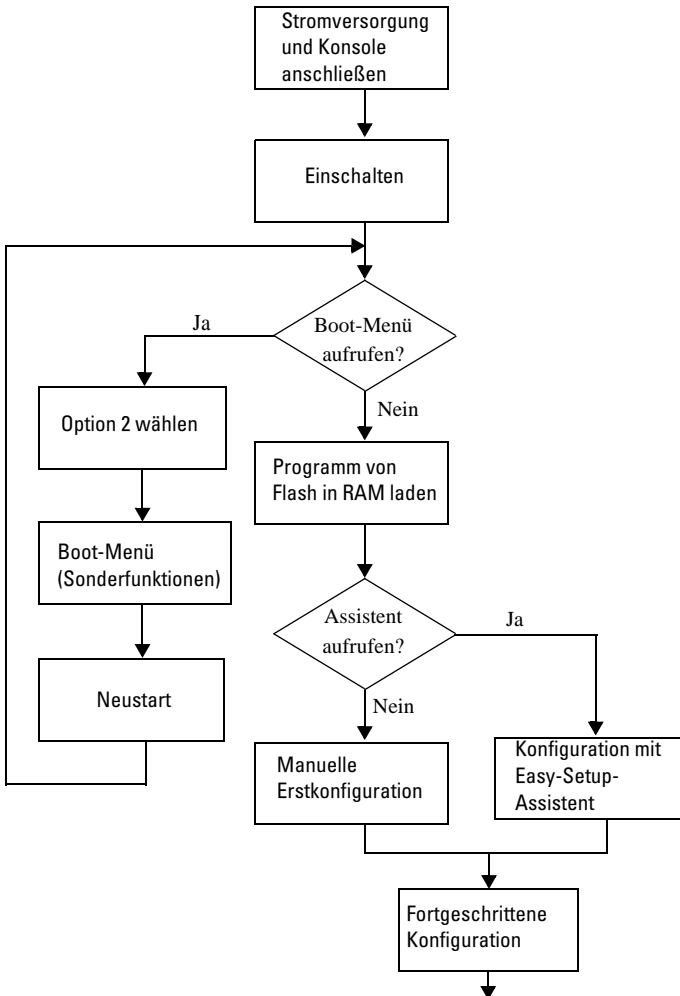 Stromversorgung
und Konsole
anschließen
Einschalten
Boot-Menü
aufrufen?
Ja
Nein
Option 2 wählen
Programm von
Flash in RAM laden
Boot-Menü
(Sonderfunktionen)
Assistent
aufrufen?
Ja
Nein
Neustart
Manuelle
Erstkonfiguration
Konfiguration mit
Easy-Setup-
Assistent
Fortgeschrittene
Konfiguration